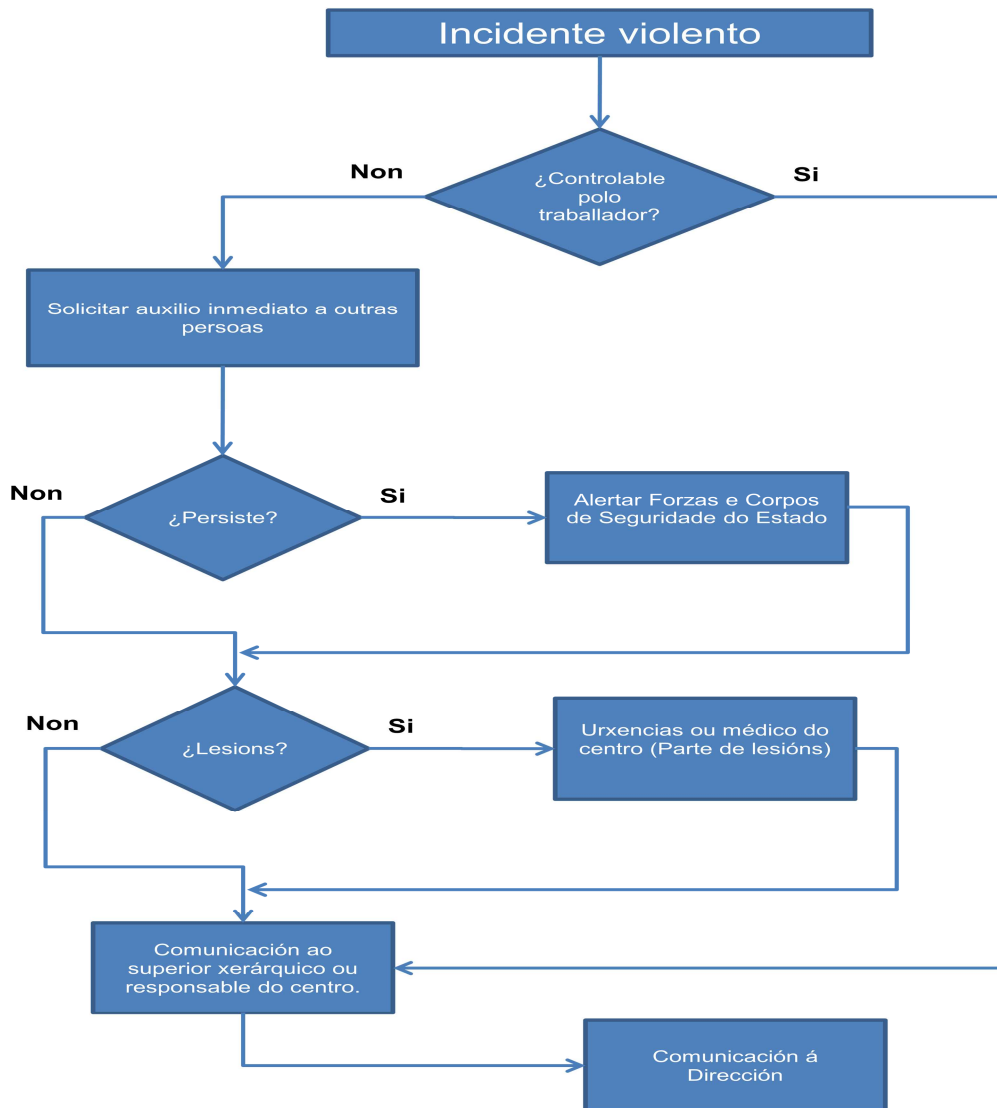 Incidente violento
Non
¿Controlable
polo
traballador?
Si
Solicitar auxilio inmediato a outras
persoas
Non
¿Persiste?
Si
Alertar Forzas e Corpos
de Seguridade do Estado
Non
¿Lesions?
Si
Urxencias ou médico do
centro (Parte de lesións)
Comunicación ao
superior xerárquico ou
responsable do centro.
Comunicación á
Dirección